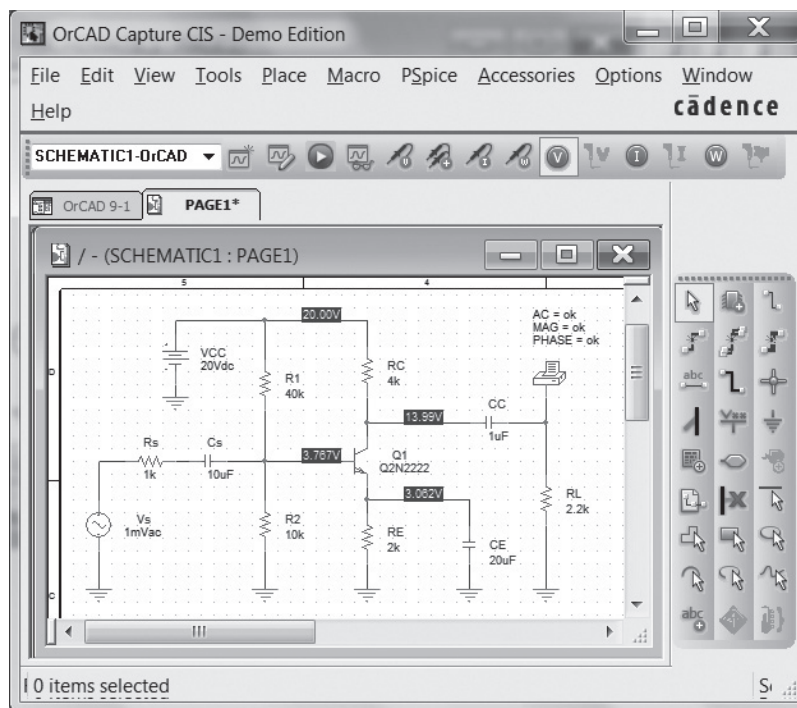 OrCAD Capture CIS - Demo Edition
File Edit View Tools Place Macro PSpice Accessories Options Window
Help
cādence
SCHEMATIC1-OrCAD
V I I W
OrCAD 9-1 PAGE1*
/ - (SCHEMATIC1 : PAGE1)
5 4
20.00V
AC = ok
MAG = ok
PHASE = ok
VCC
20Vdc
R1
40k
RC
4k
D
13.99V
CC
1uF
Rs
1k
Cs
10uF
3.767V
Q1
Q2N2222
3.062V
RL
2.2k
Vs
1mVac
R2
10k
RE
2k
CE
20uF
C
abc
abc
0 items selected